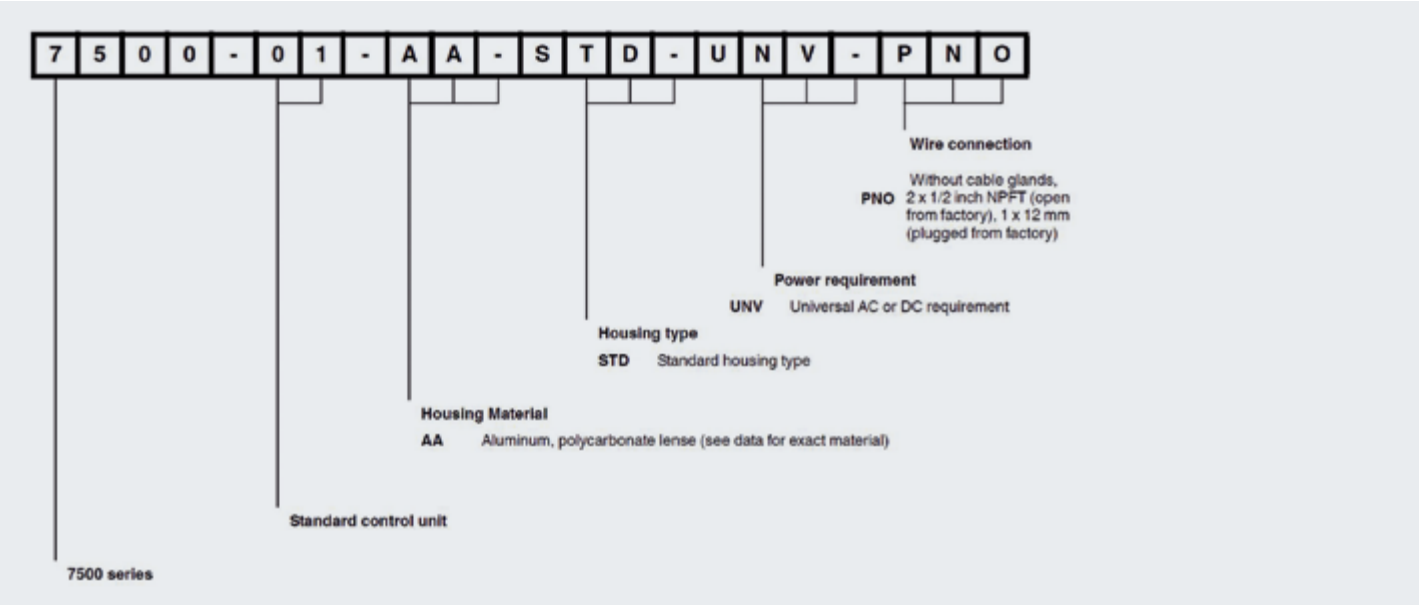 7500-01-AA-STD-UNV-PNO
Wire connection
Without cable glands,
PNO 2 x 1/2 inch NPFT (open
from factory), 1 x 12 mm
(plugged from factory)
Power requirement
UNV Universal AC or DC requirement
Housing type
STD Standard housing type
Housing Material
AA Aluminum, polycarbonate lense (see data for exact material)
Standard control unit
7500 series